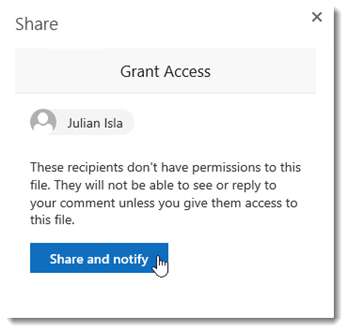 Share
Grant Access
Julian Isla
These recipients don't have permissions to this
file. They will not be able to see or reply to
your comment unless you give them access to
this file.
Share and notify